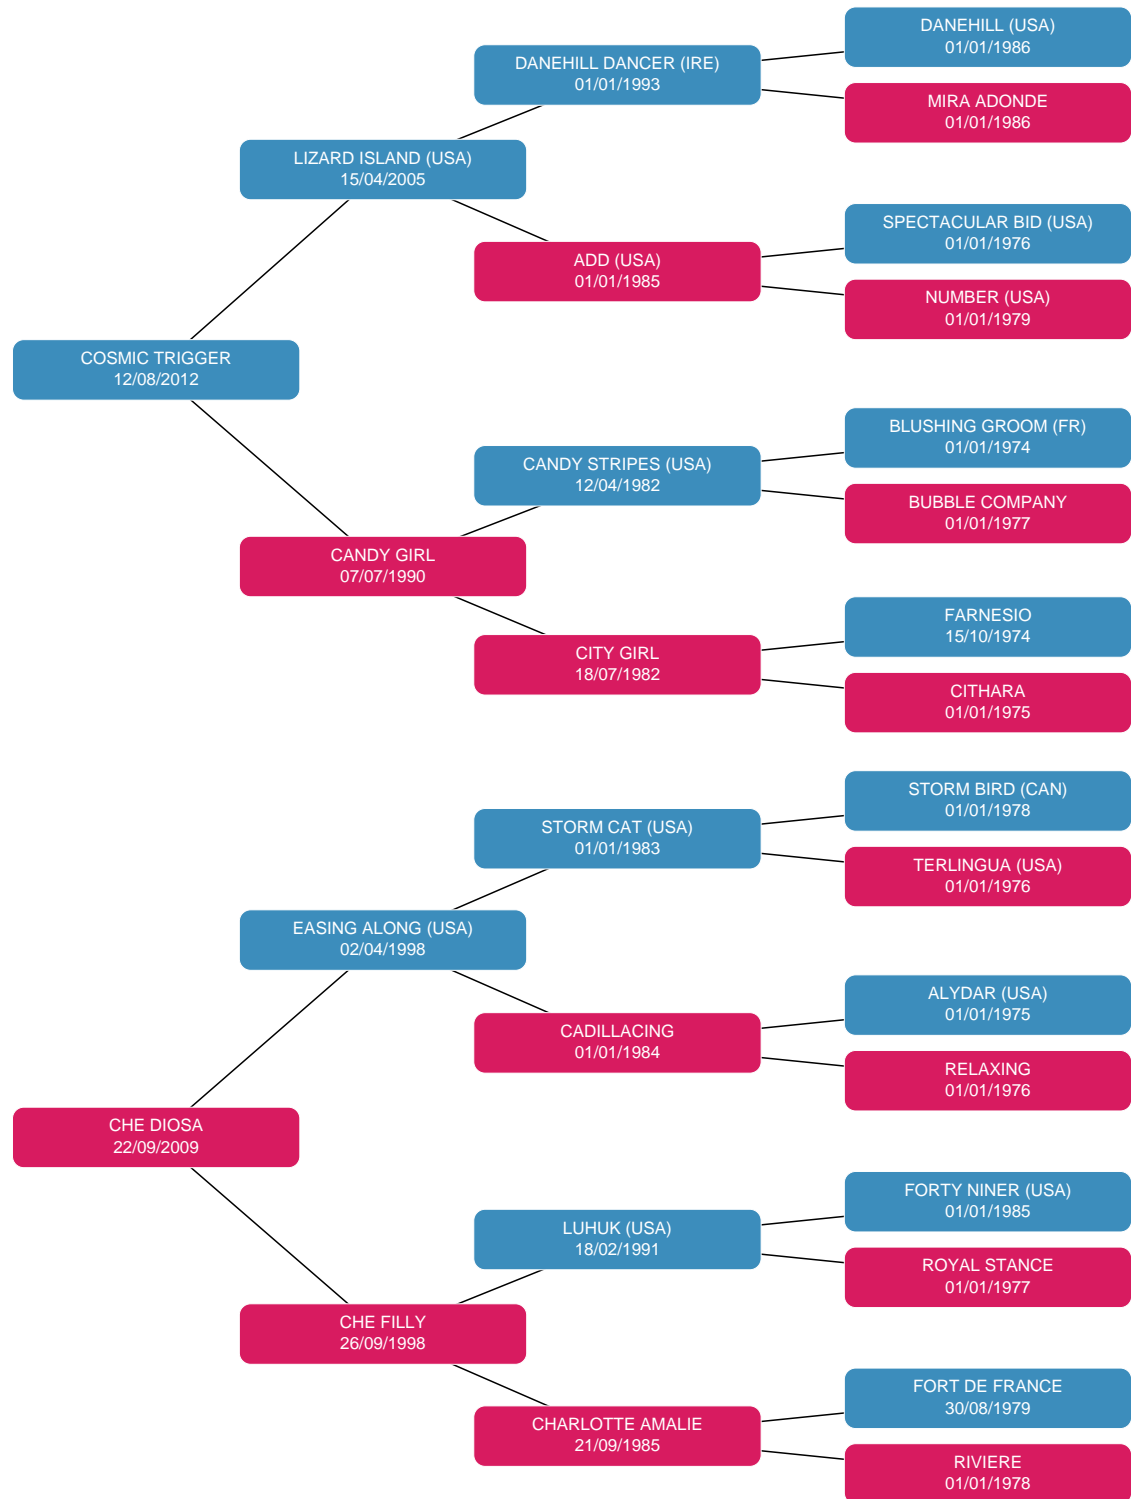 DANEHILL (USA)
01/01/1986
DANEHILL DANCER (IRE)
01/01/1993
MIRA ADONDE
01/01/1986
LIZARD ISLAND (USA)
15/04/2005
SPECTACULAR BID (USA)
01/01/1976
ADD (USA)
01/01/1985
NUMBER (USA)
01/01/1979
COSMIC TRIGGER
12/08/2012
BLUSHING GROOM (FR)
01/01/1974
CANDY STRIPES (USA)
12/04/1982
BUBBLE COMPANY
01/01/1977
CANDY GIRL
07/07/1990
FARNESIO
15/10/1974
CITY GIRL
18/07/1982
CITHARA
01/01/1975
STORM BIRD (CAN)
01/01/1978
STORM CAT (USA)
01/01/1983
TERLINGUA (USA)
01/01/1976
EASING ALONG (USA)
02/04/1998
ALYDAR (USA)
01/01/1975
CADILLACING
01/01/1984
RELAXING
01/01/1976
CHE DIOSA
22/09/2009
FORTY NINER (USA)
01/01/1985
LUHUK (USA)
18/02/1991
ROYAL STANCE
01/01/1977
CHE FILLY
26/09/1998
FORT DE FRANCE
30/08/1979
CHARLOTTE AMALIE
21/09/1985
RIVIERE
01/01/1978